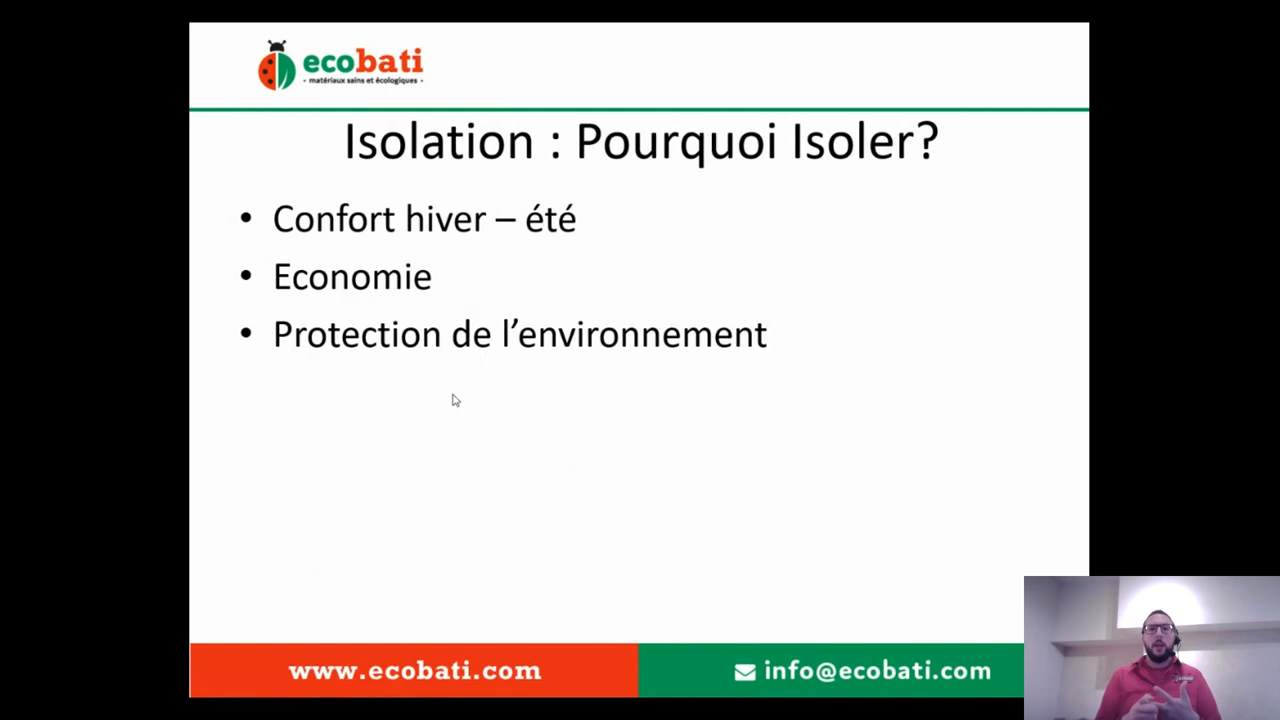 ecobati
• matériaux sains et écologiques •
Isolation : Pourquoi Isoler?
• Confort hiver – été
• Economie
• Protection de l’environnement
www.ecobati.com
info@ecobati.com